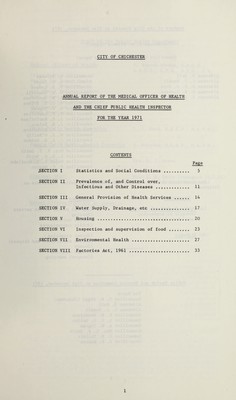 CITY OF CHICHESTER
ANNUAL REPORT OF THE MEDICAL OFFICER OF HEALTH
AND THE CHIEF PUBLIC HEALTH INSPECTOR
FOR THE YEAR 1971
CONTENTS
Page
SECTION I Statistics and Social Conditions .......... 5
SECTION II Prevalence of, and Control over,
Infectious and Other Diseases ............. 11
SECTION III General Provision of Health Services ...... 14
SECTION IV Water Supply, Drainage, etc ............... 17
SECTION V Housing ................................... 20
SECTION VI Inspection and supervision of food ........ 23
SECTION VII Environmental Health ...................... 27
SECTION VIII Factories Act, 1961 ....................... 33
1